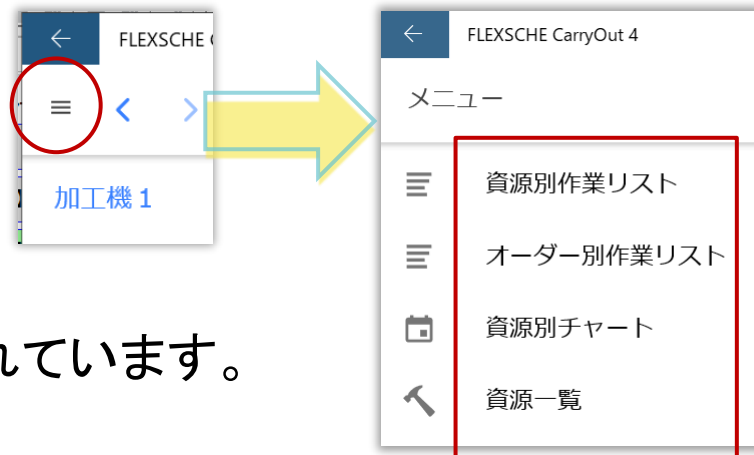 FLEXSCHE
加工機 1
FLEXSCHE CarryOut 4
メニュー
資源別作業リスト
オーダー別作業リスト
資源別チャート
資源一覧
れています。